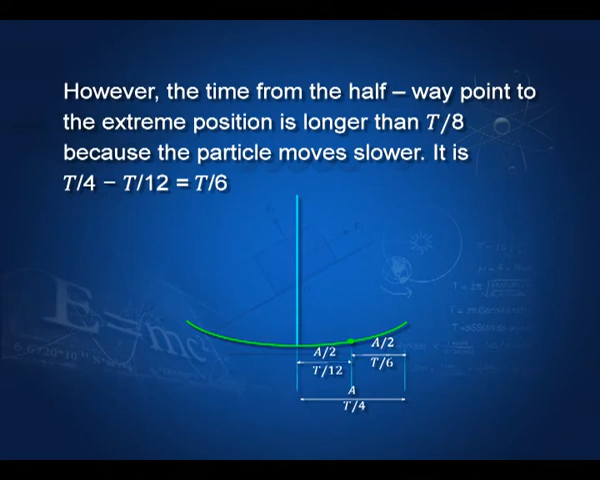 However, the time from the half – way point to
the extreme position is longer than T/8
because the particle moves slower. It is
T/4 − T/12 = T/6
A/2
A/2
T/12
T/6
A
T/4
E=mc²